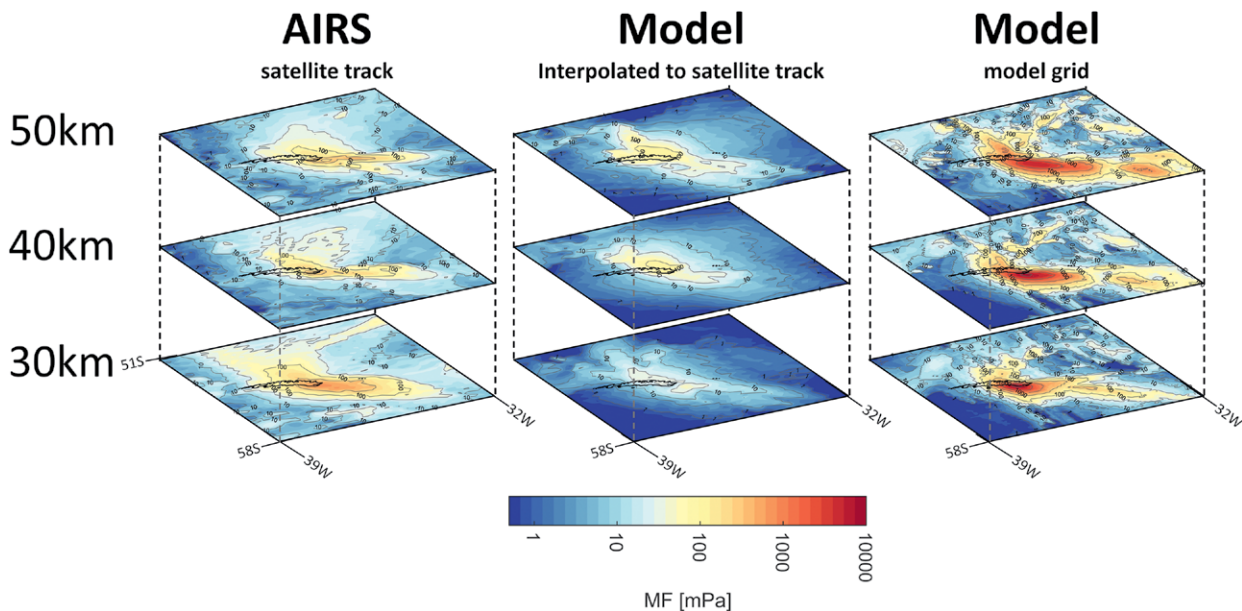 AIRS
satellite track
Model
Interpolated to satellite track
Model
model grid
50km
40km
30km
51S
58S
39W
32W
58S
39W
32W
58S
39W
32W
1
10
100
1000
10000
MF [mPa]